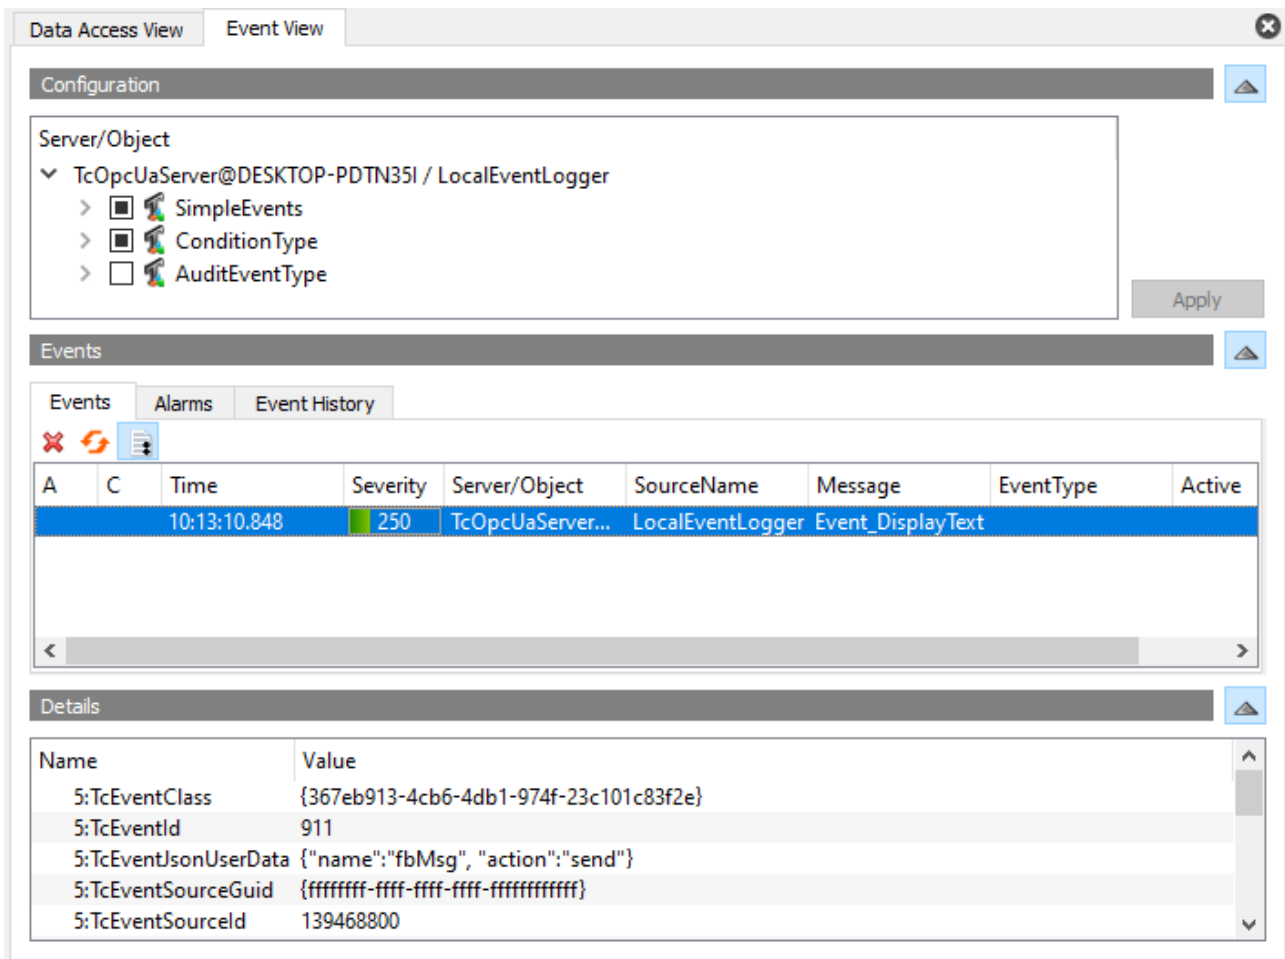 Data Access View Event View
Configuration
Server/Object
TcOpcUaServer@DESKTOP-PDTN35I / LocalEventLogger
SimpleEvents
ConditionType
AuditEventType
Apply
Events
Events Alarms Event History
A C Time Severity Server/Object SourceName Message EventType Active
10:13:10.848 250 TcOpcUaServer... LocalEventLogger Event_DisplayText
Details
Name Value
5:TcEventClass {367eb913-4cb6-4db1-974f-23c101c83f2e}
5:TcEventId 911
5:TcEventJsonUserData {"name":"fbMsg", "action":"send"}
5:TcEventSourceGuid {ffffffff-ffff-ffff-ffff-ffffffffffff}
5:TcEventSourceId 139468800